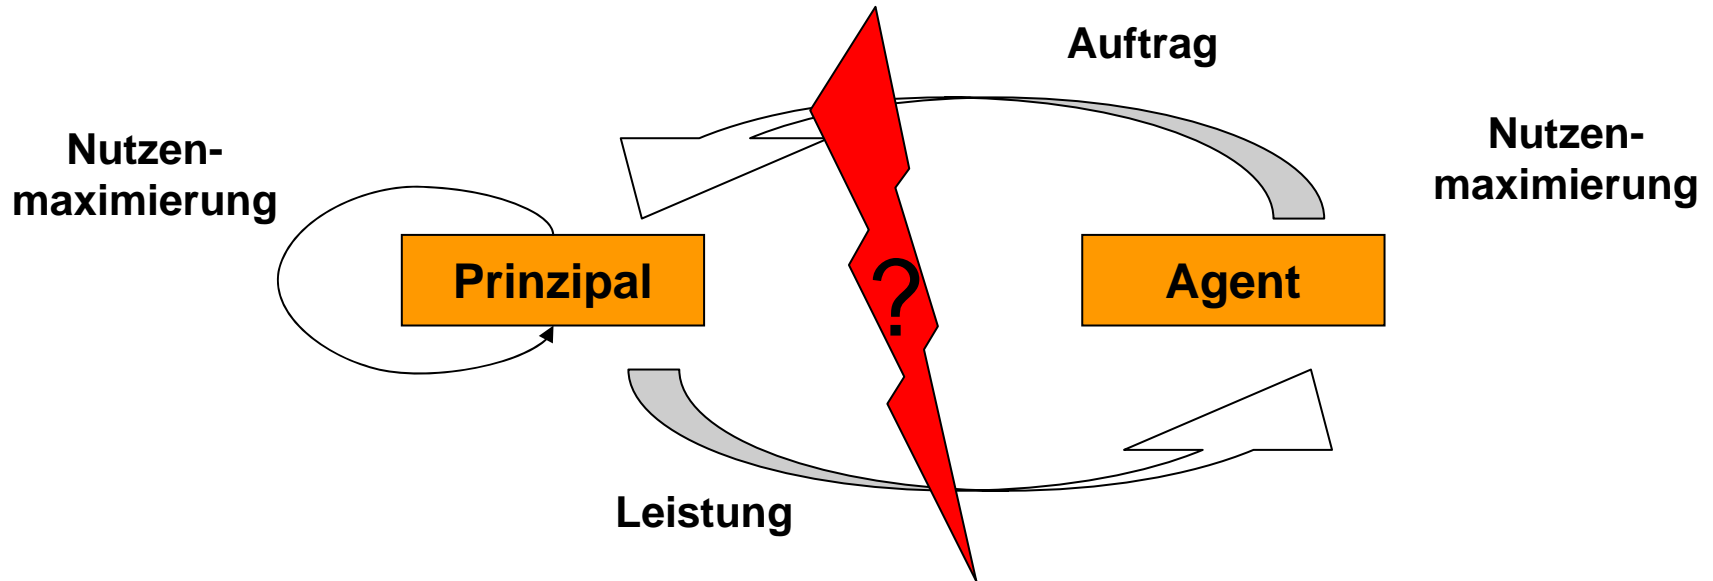 Auftrag
Nutzen-
maximierung
Nutzen-
maximierung
Prinzipal
?
Agent
Leistung